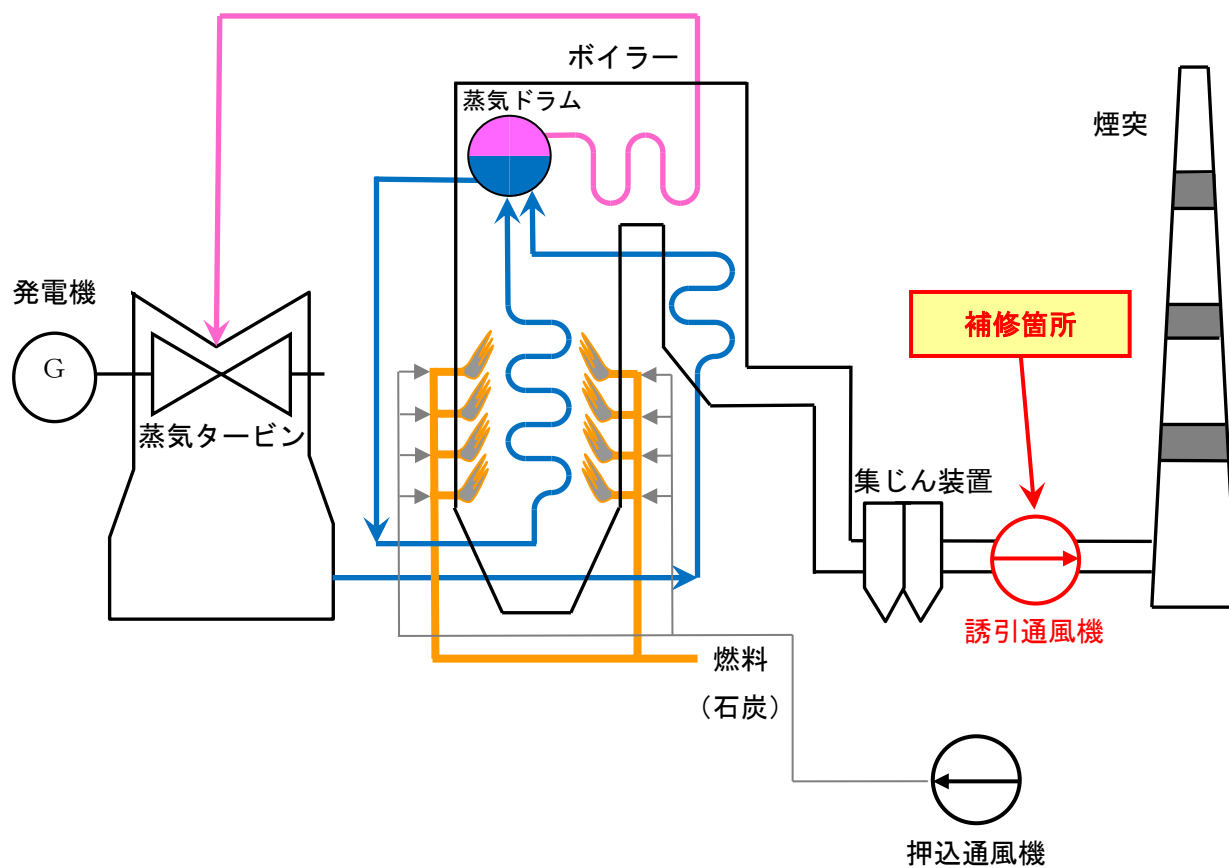 ボイラー
蒸気ドラム
煙突
発電機
G
蒸気タービン
補修箇所
集じん装置
誘引通風機
燃料
（石炭）
押込通風機